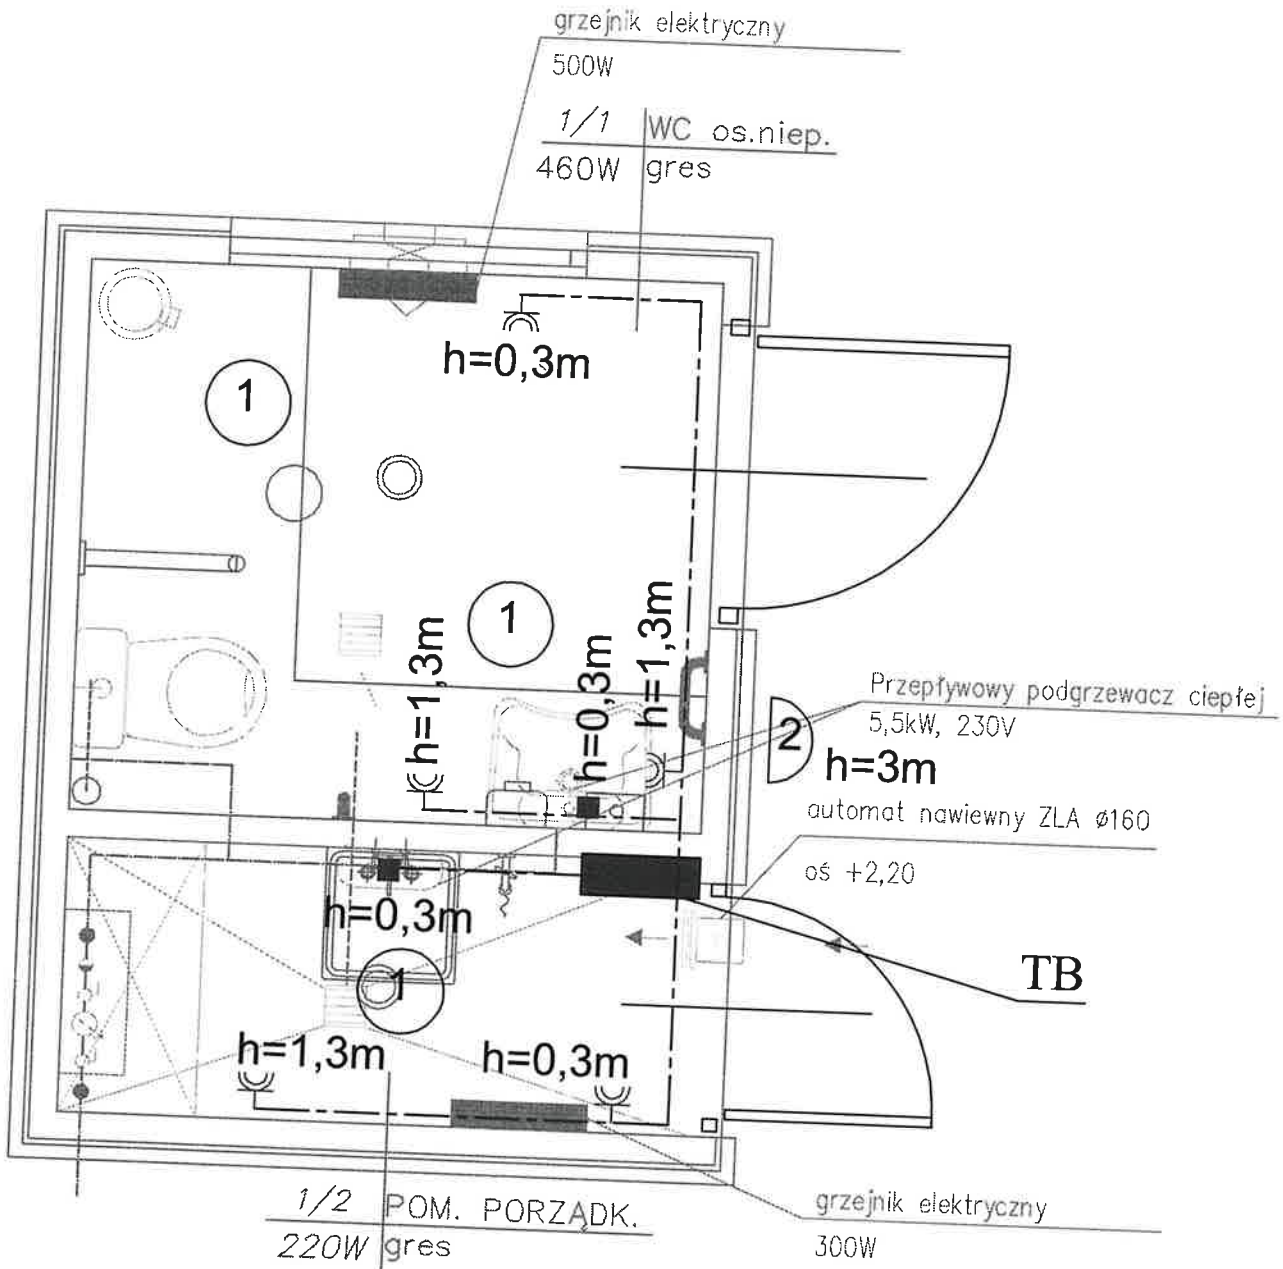 grzejnik elektryczny
500W
1/1 WC os.niep.
460W gres
h=0,3m
1
1
h=1,3m
h=0,3m
h=1,3m
Przepływowy podgrzewacz ciepłej
5,5kW, 230V
2
h=3m
automat nawiewny ZLA ø160
oś +2,20
h=0,3m
TB
1
h=1,3m
h=0,3m
1/2 POM. PORZĄDK.
220W gres
grzejnik elektryczny
300W